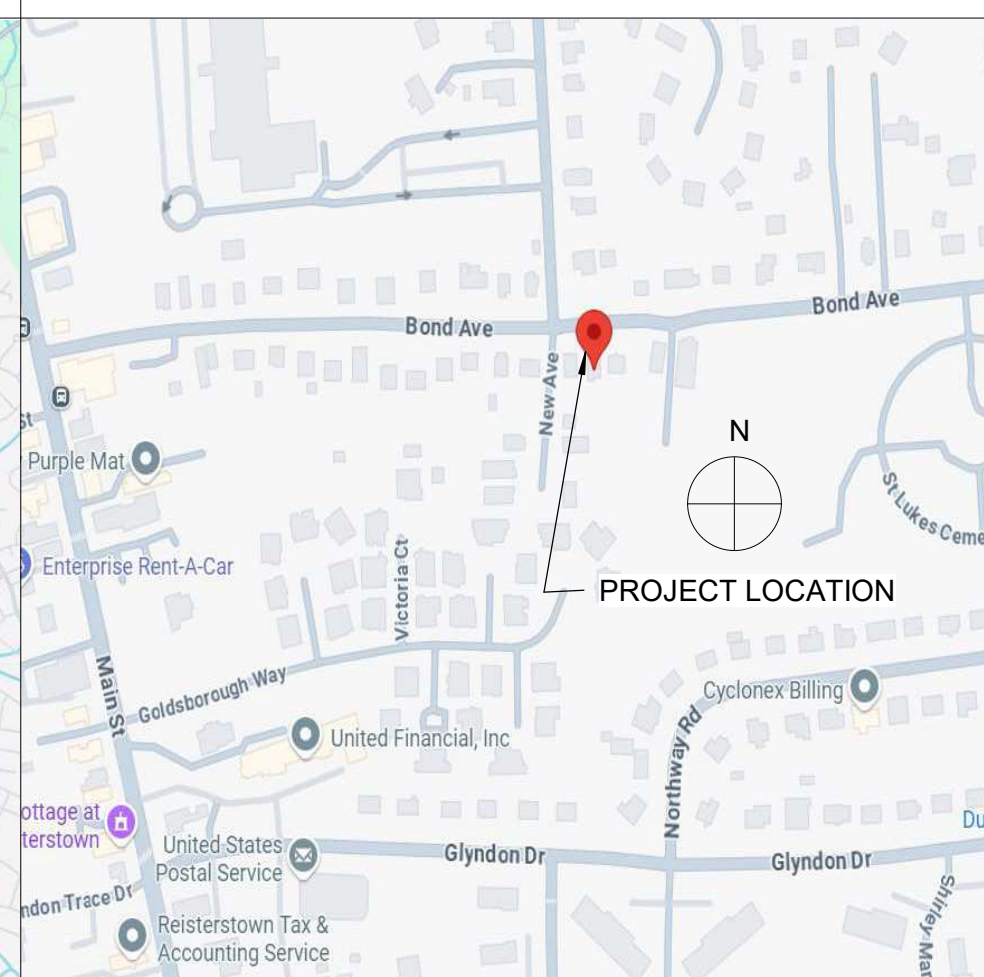 Bond Ave
Bond Ave
New Ave
N
St
Purple Mat
St Lukes Ceme
Enterprise Rent-A-Car
Victoria Ct
PROJECT LOCATION
Main St
Goldsborough Way
Cyclonex Billing
Northway Rd
United Financial, Inc
ottage at
terstown
Du
United States
Postal Service
Glyndon Dr
Glyndon Dr
ndon Trace Dr
Shirley Ma
Reisterstown Tax &
Accounting Service